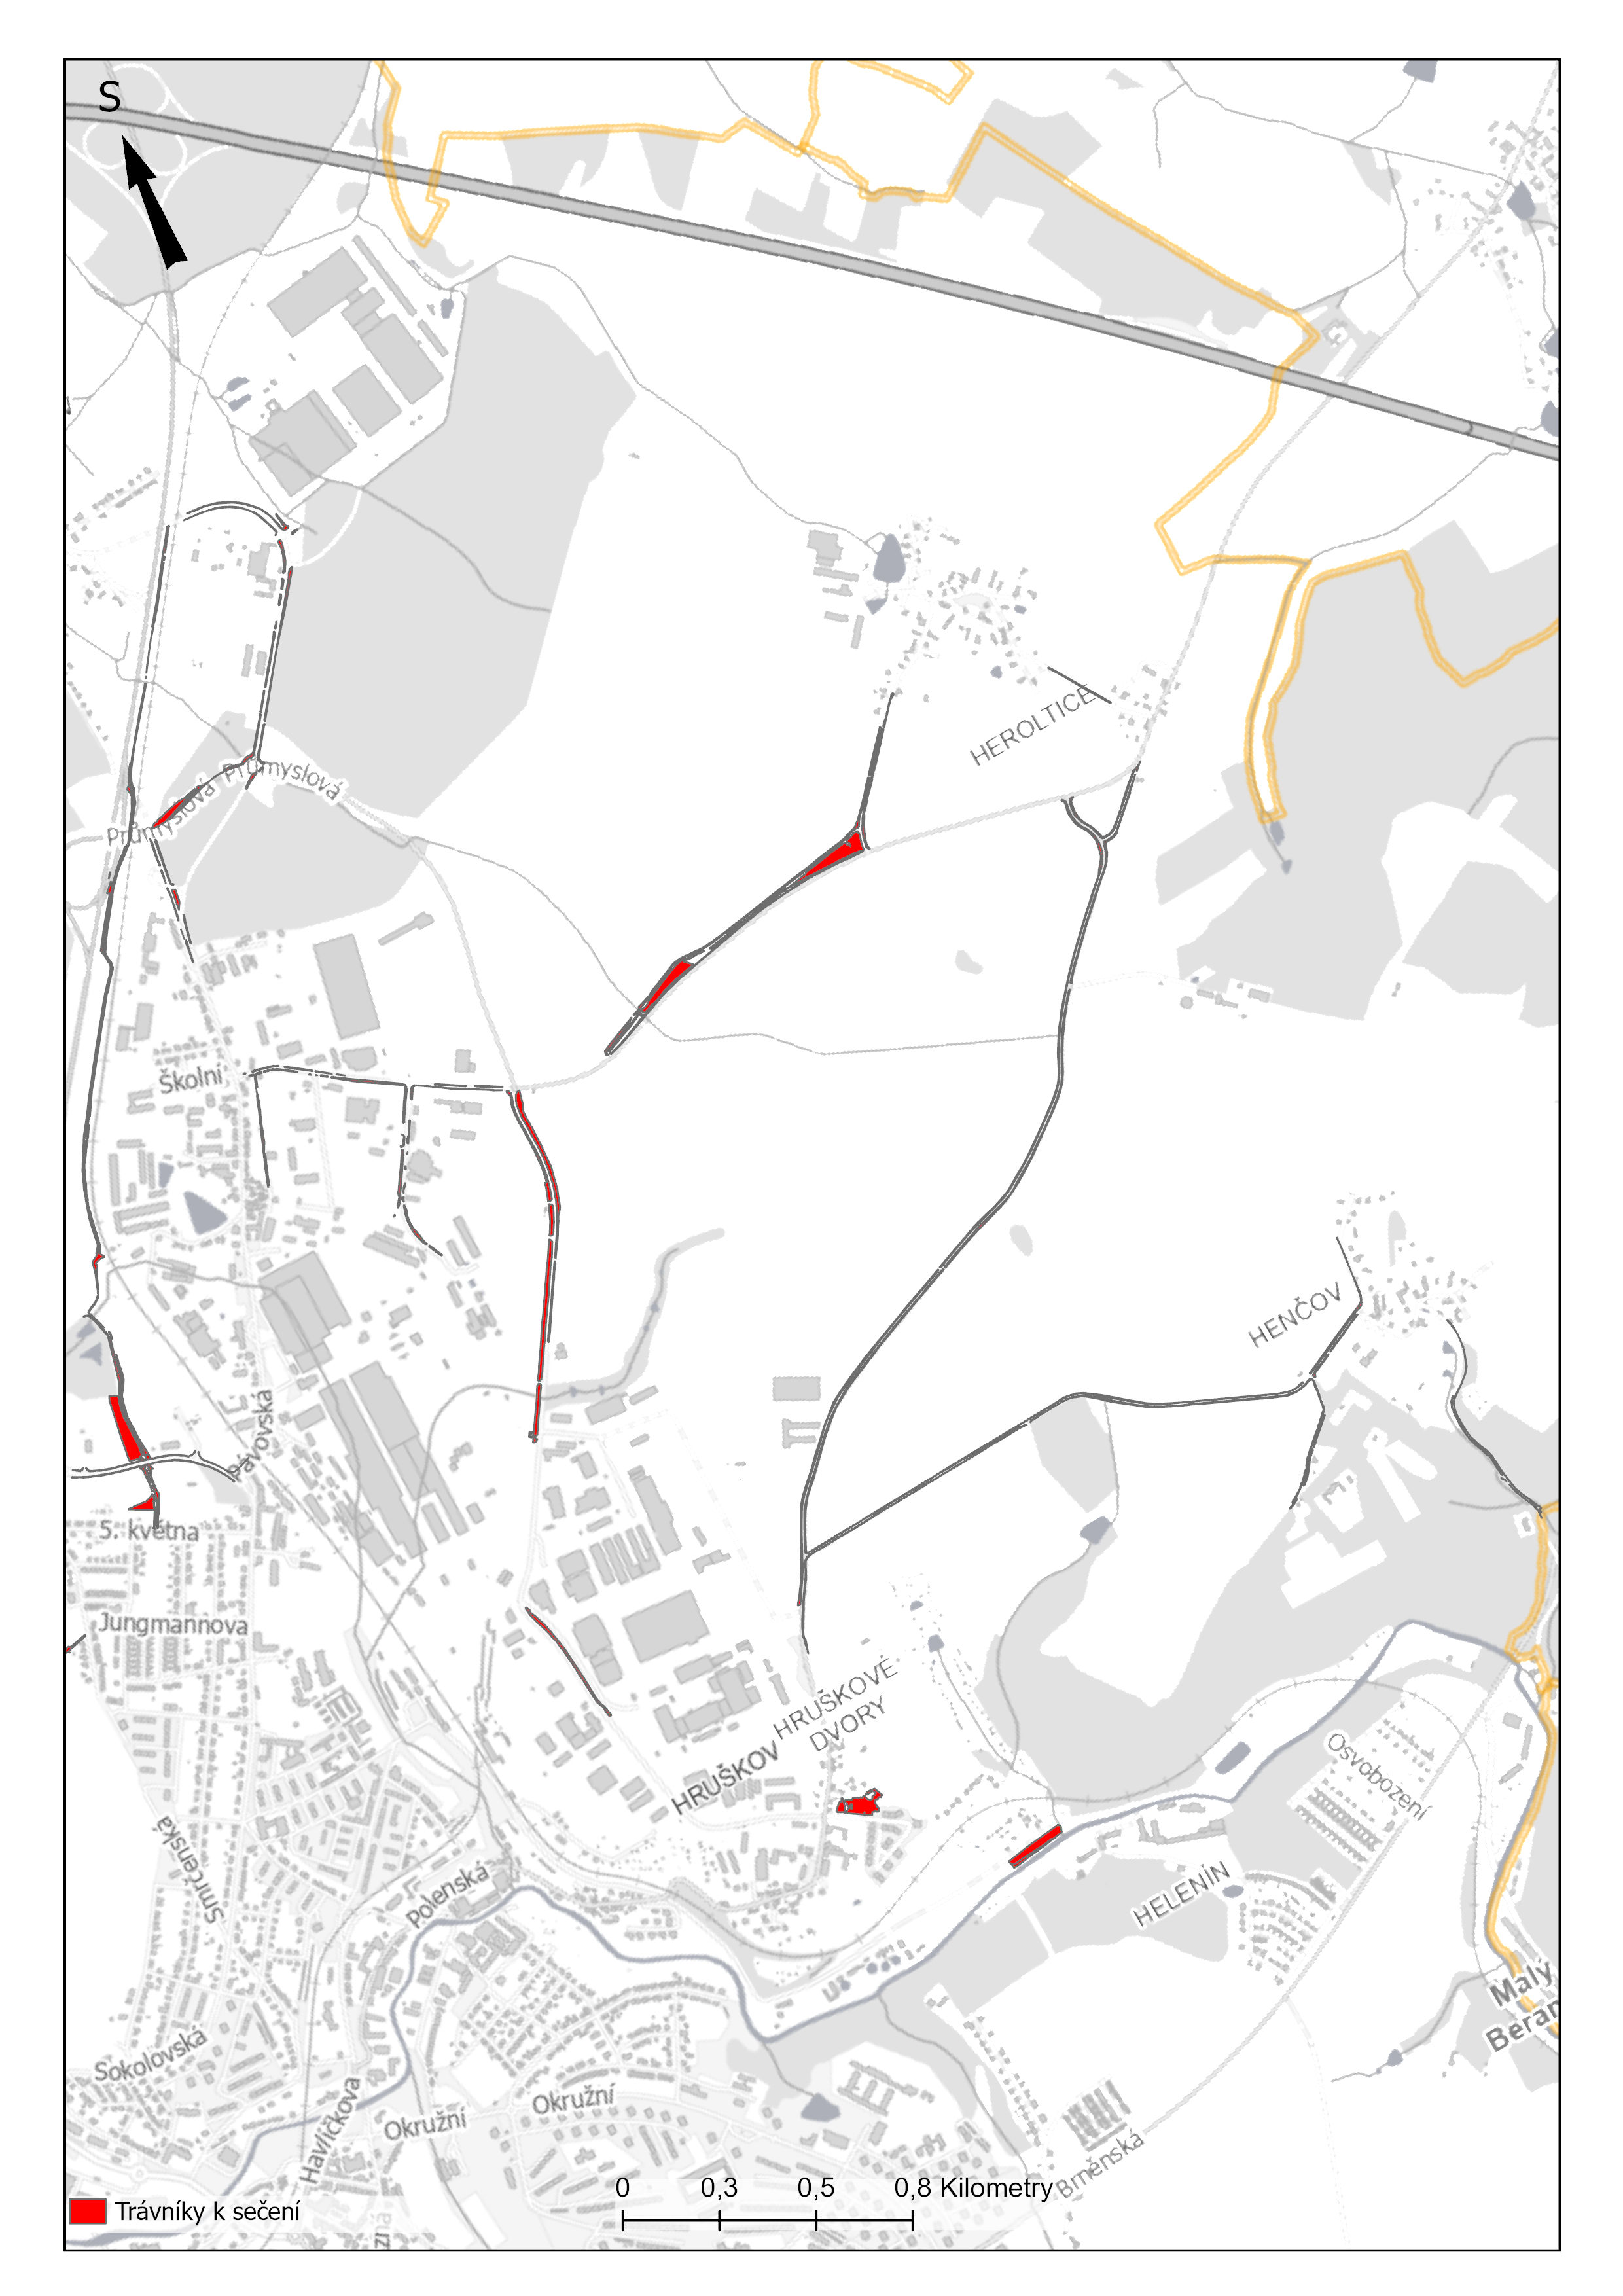 S
HEROLTICE
Průmyslová
Průmyslová
Školní
HENČOV
Pávovská
5. května
Jungmannova
HRUŠKOVÉ
DVORY
HRUŠKOV
Osvobození
Smrčenská
Polenská
HELENÍN
Malý
Beran
Sokolovská
Okružní
Okružní
Havlíčkova
Brněnská
0 0,3 0,5 0,8 Kilometry
Trávníky k sečení